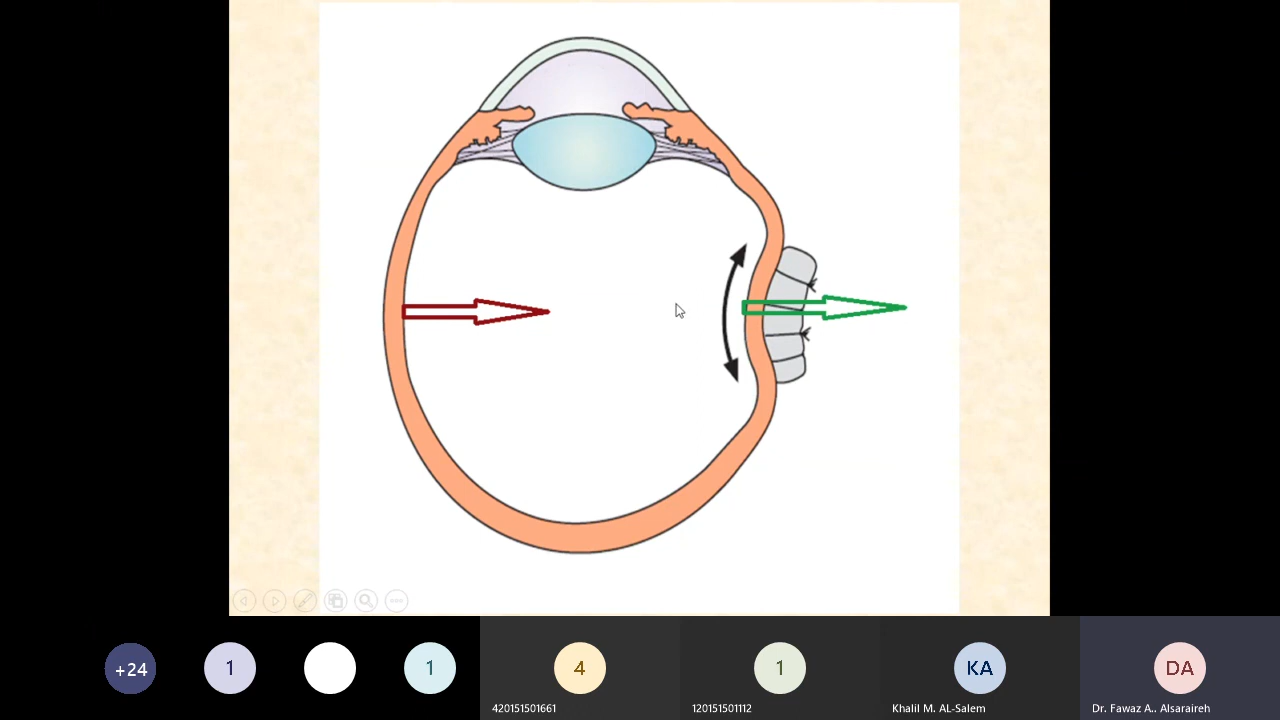 +24
1
1
4
1
KA
DA
420151501661
120151501112
Khalil M. AL-Salem
Dr. Fawaz A.. Alsaraireh